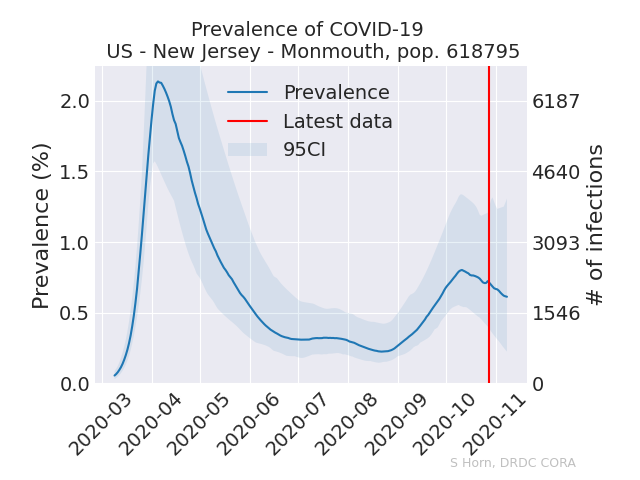 Prevalence of COVID-19
US - New Jersey - Monmouth, pop. 618795
Prevalence
Latest data
95CI
Prevalence (%)
2.0
1.5
1.0
0.5
0.0
6187
4640
3093
1546
0
# of infections
2020-03
2020-04
2020-05
2020-06
2020-07
2020-08
2020-09
2020-10
2020-11
S Horn, DRDC CORA